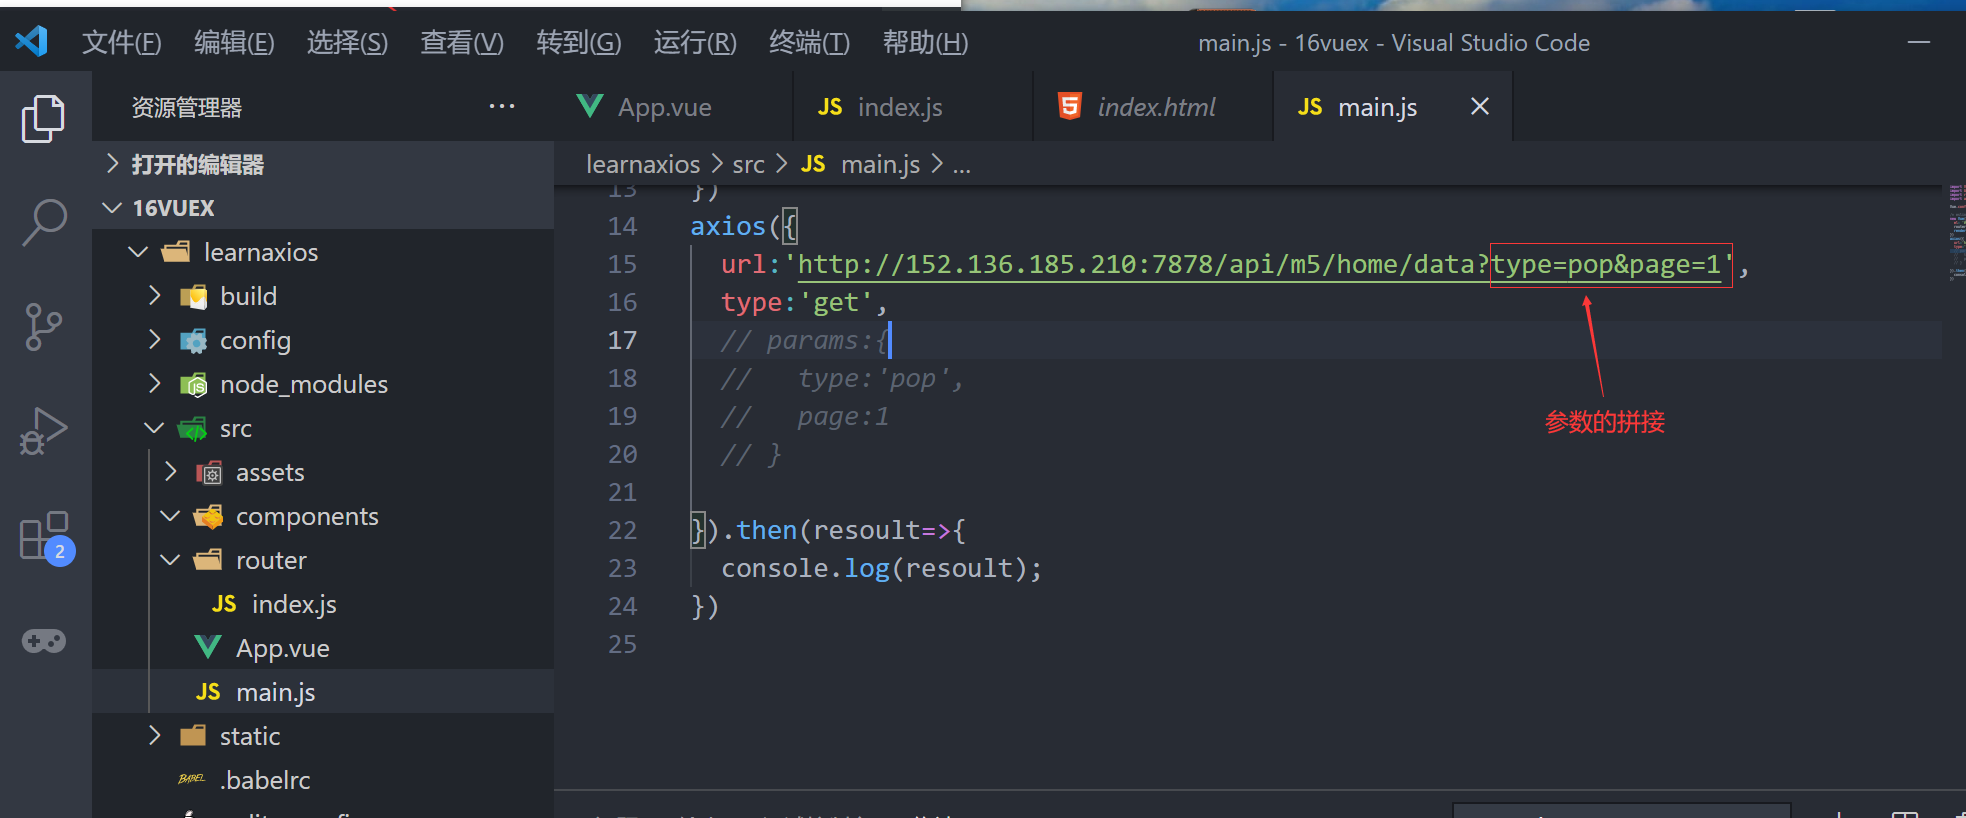 文件(F) 编辑(E) 选择(S) 查看(V) 转到(G) 运行(R) 终端(T) 帮助(H) main.js - 16vuex - Visual Studio Code
资源管理器 ···
App.vue JS index.js index.html JS main.js
打开的编辑器
learnaxios > src > JS main.js > ...
16VUEX
learnaxios
build
config
node_modules
src
assets
components
router
JS index.js
App.vue
JS main.js
static
BABEL .babelrc
2
13 })
14 axios({
15 url:'http://152.136.185.210:7878/api/m5/home/data?type=pop&page=1',
16 type:'get',
17 // params:{
18 // type:'pop',
19 // page:1
20 // }
21
22 }).then(resoult=>{
23 console.log(resoult);
24 })
25
参数的拼接